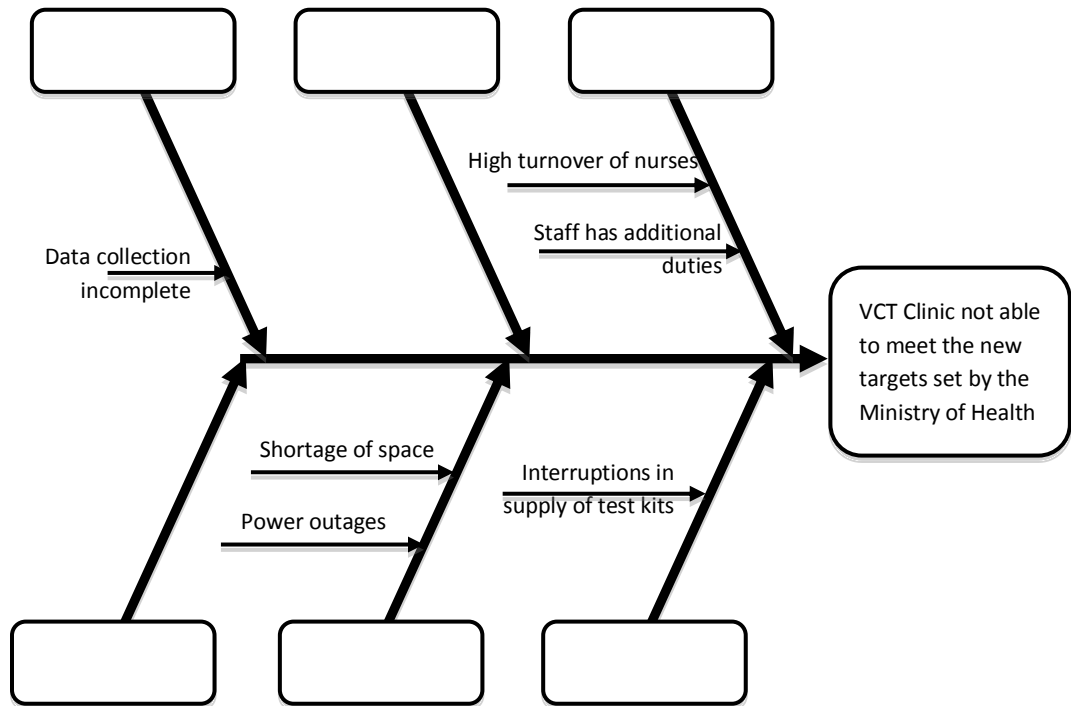 High turnover of nurses
Staff has additional
duties
Data collection
incomplete
VCT Clinic not able
to meet the new
targets set by the
Ministry of Health
Shortage of space
Interruptions in
supply of test kits
Power outages